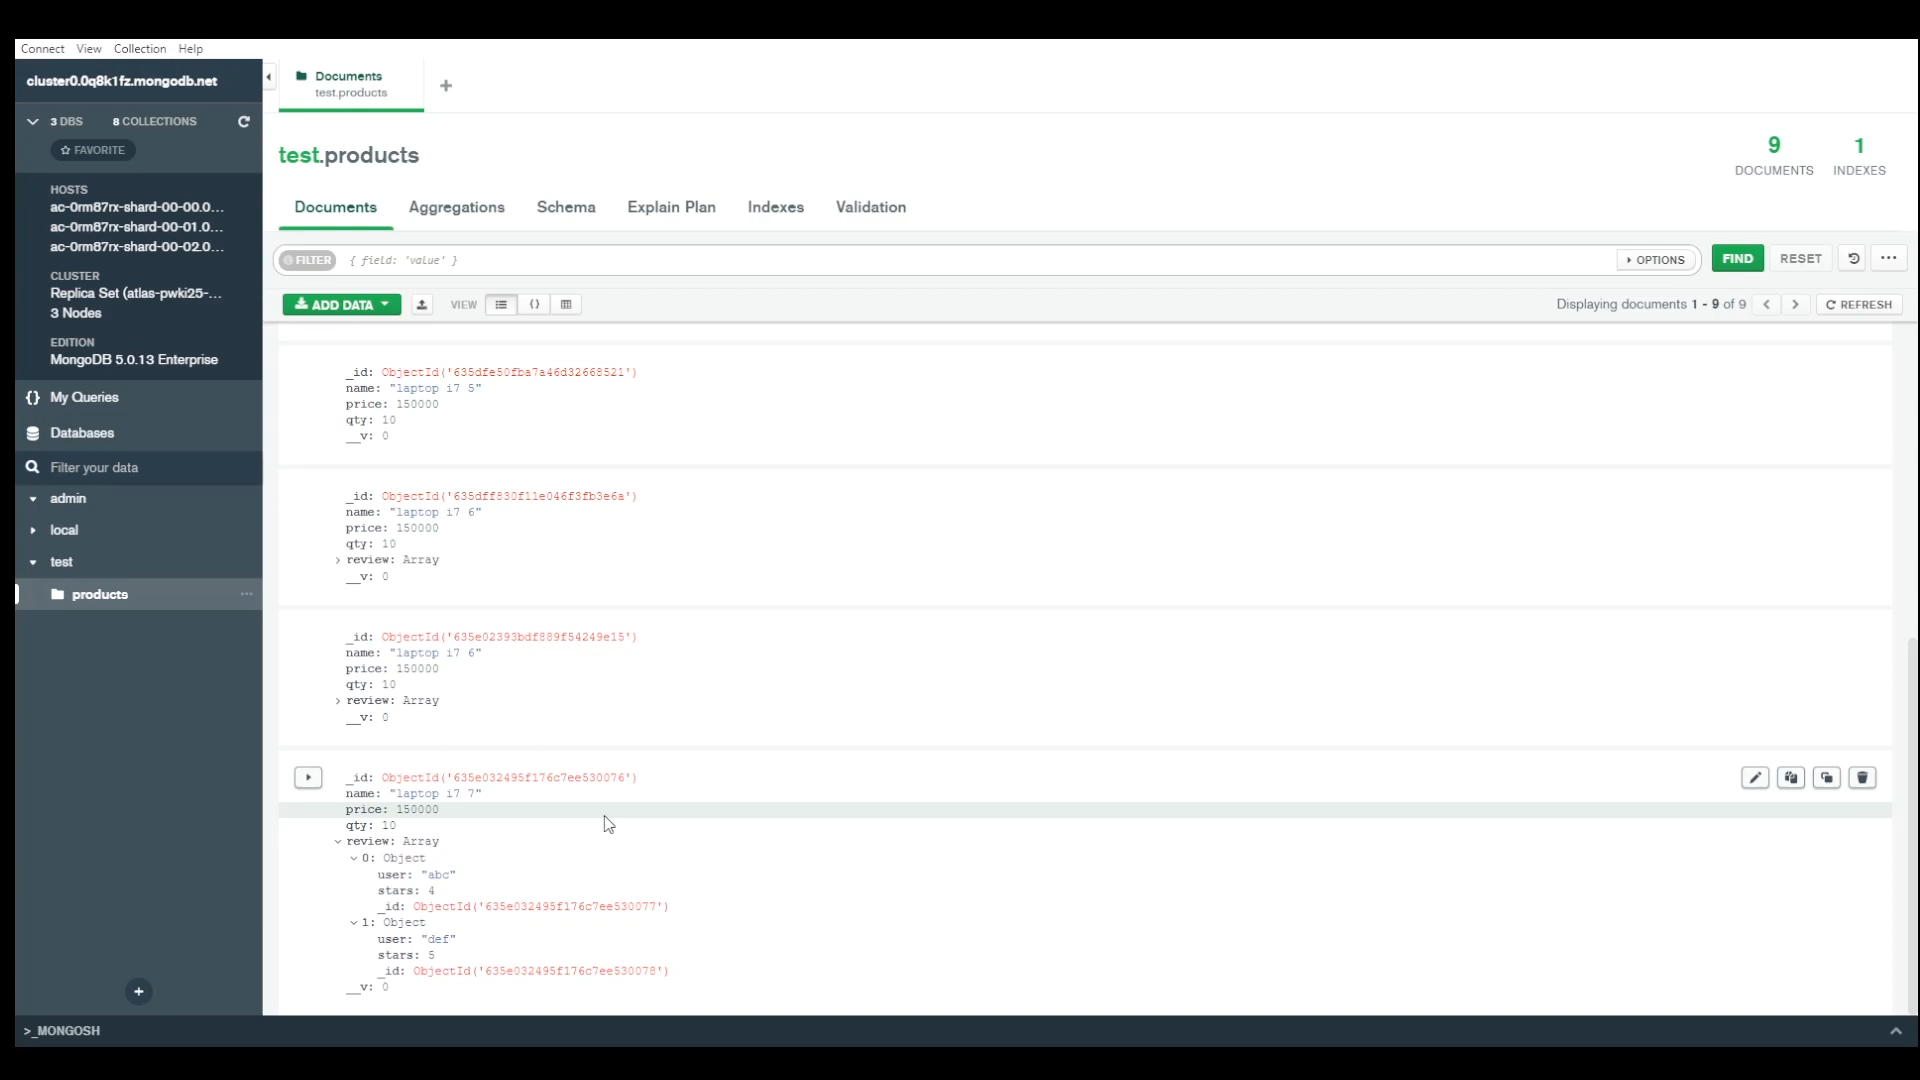 Connect View Collection Help
cluster0.0q8k1fz.mongodb.net
3 DBS 8 COLLECTIONS
FAVORITE
HOSTS
ac-0rm87rx-shard-00-00.0...
ac-0rm87rx-shard-00-01.0...
ac-0rm87rx-shard-00-02.0...
CLUSTER
Replica Set (atlas-pwki25-...
3 Nodes
EDITION
MongoDB 5.0.13 Enterprise
{} My Queries
Databases
Filter your data
admin
local
test
products ...
+
>_MONGOSH
Documents
test.products
+
test.products
9
DOCUMENTS
1
INDEXES
Documents Aggregations Schema Explain Plan Indexes Validation
FILTER { field: 'value' } OPTIONS FIND RESET ...
ADD DATA VIEW {} Displaying documents 1 - 9 of 9 < > REFRESH
_id: ObjectId('635dfe50fba7a46d32668521')
name: "laptop i7 5"
price: 150000
qty: 10
__v: 0
_id: ObjectId('635dff830f11e046f3fb3e6a')
name: "laptop i7 6"
price: 150000
qty: 10
review: Array
__v: 0
_id: ObjectId('635e02393bdf889f54249e15')
name: "laptop i7 6"
price: 150000
qty: 10
review: Array
__v: 0
_id: ObjectId('635e032495f176c7ee530076')
name: "laptop i7 7"
price: 150000
qty: 10
review: Array
0: Object
user: "abc"
stars: 4
_id: ObjectId('635e032495f176c7ee530077')
1: Object
user: "def"
stars: 5
_id: ObjectId('635e032495f176c7ee530078')
__v: 0